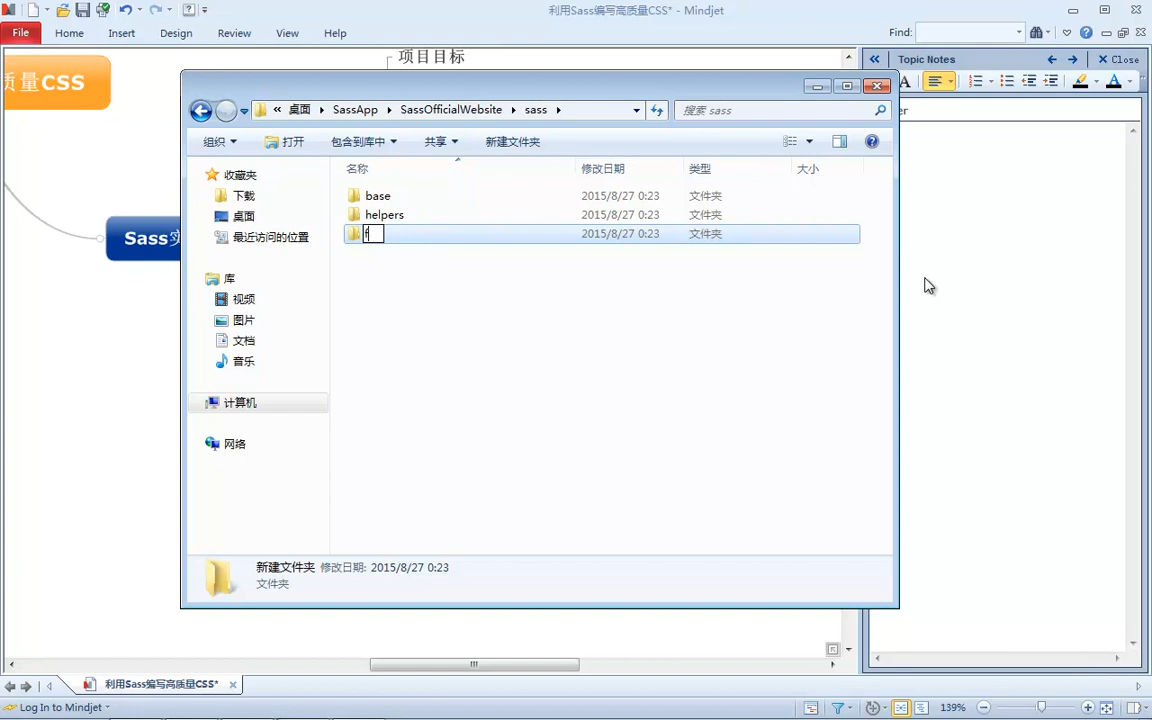 利用Sass编写高质量CSS* - Mindjet
File Home Insert Design Review View Help Find:
质量CSS
项目目标
Topic Notes Close
er
Sass实
« 桌面 SassApp SassOfficialWebsite sass 搜索 sass
组织 打开 包含到库中 共享 新建文件夹
名称 修改日期 类型 大小
收藏夹
下载
桌面
最近访问的位置
库
视频
图片
文档
音乐
计算机
网络
base 2015/8/27 0:23 文件夹
helpers 2015/8/27 0:23 文件夹
f 2015/8/27 0:23 文件夹
新建文件夹 修改日期: 2015/8/27 0:23
文件夹
利用Sass编写高质量CSS*
Log In to Mindjet 139%